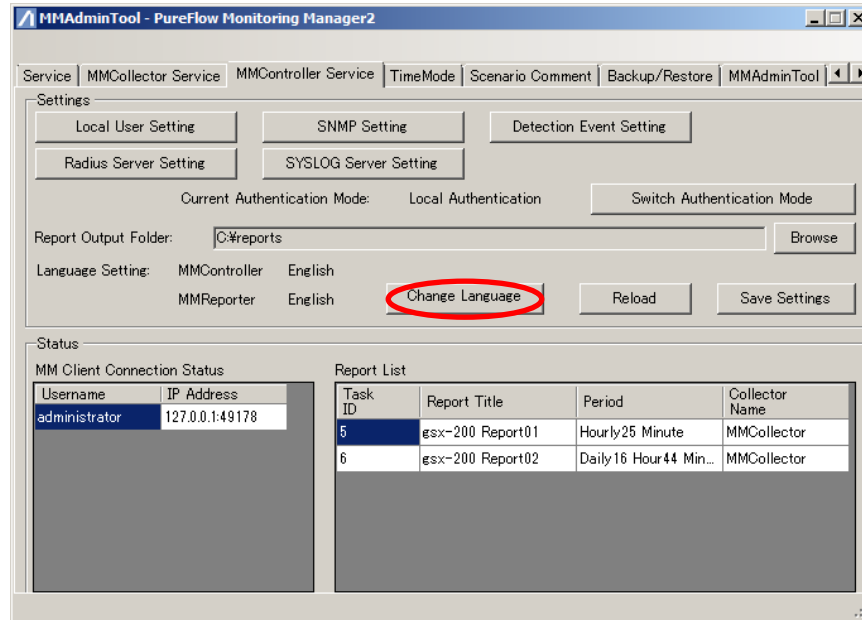 MMAdminTool - PureFlow Monitoring Manager2
Service MMCollector Service MMController Service TimeMode Scenario Comment Backup/Restore MMAdminTool
Settings
Local User Setting SNMP Setting Detection Event Setting
Radius Server Setting SYSLOG Server Setting
Current Authentication Mode: Local Authentication Switch Authentication Mode
Report Output Folder: C:¥reports Browse
Language Setting: MMController English
MMReporter English Change Language Reload Save Settings
Status
MM Client Connection Status Report List
Username IP Address Task ID Report Title Period Collector Name
administrator 127.0.0.1:49178 5 gsx-200 Report01 Hourly25 Minute MMCollector
6 gsx-200 Report02 Daily16 Hour44 Min... MMCollector